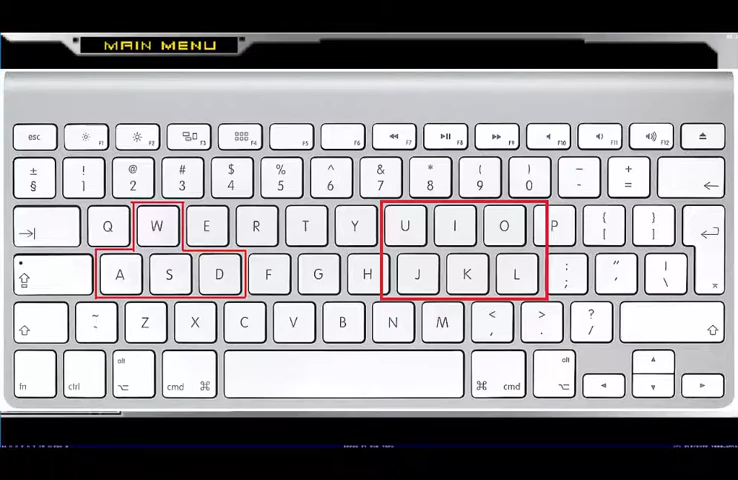 MAIN MENU
esc F1 F2 F3 F4 F5 F6 F7 F8 F9 F10 F11 F12
± ! @ # $ % ^ & * ( ) - +
§ 1 2 3 4 5 6 7 8 9 0 - =
Q W E R T Y U I O P { }
[ ]
A S D F G H J K L : " |
; ' \
~ Z X C V B N M < > ?
` , . /
fn ctrl alt cmd ⌘ ⌘ cmd alt